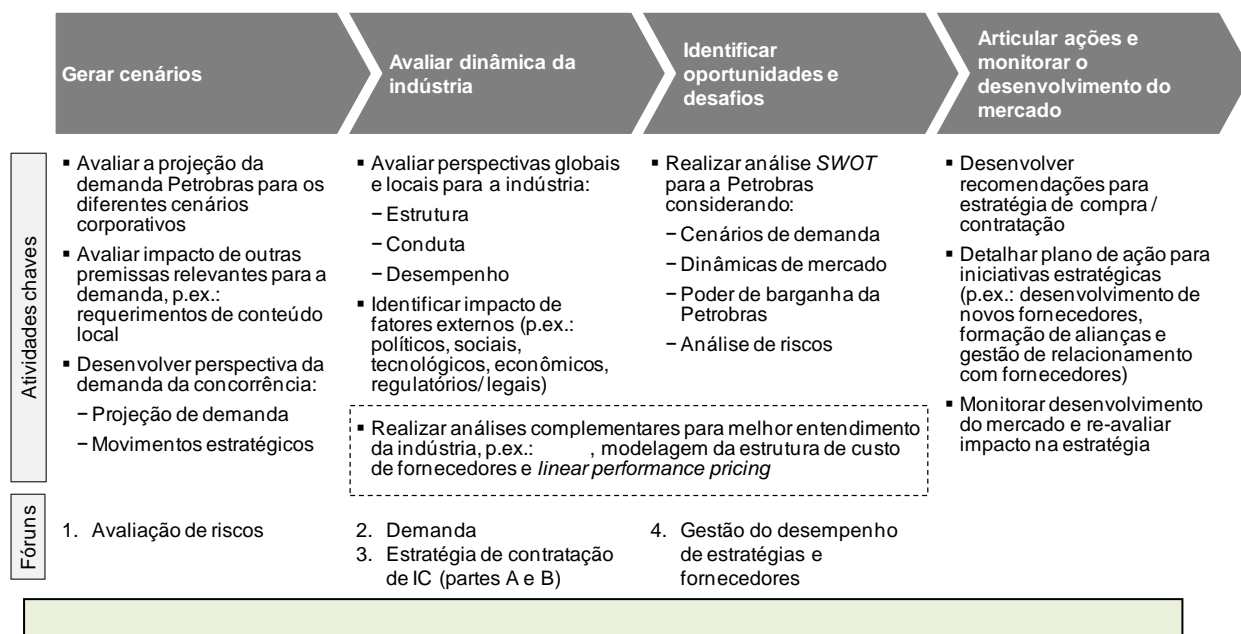 Gerar cenários
Avaliar dinâmica da
indústria
Identificar
oportunidades e
desafios
Articular ações e
monitorar o
desenvolvimento do
mercado
Atividades chaves
▪ Avaliar a projeção da
demanda Petrobras para os
diferentes cenários
corporativos
▪ Avaliar impacto de outras
premissas relevantes para a
demanda, p.ex.:
requerimentos de conteúdo
local
▪ Desenvolver perspectiva da
demanda da concorrência:
− Projeção de demanda
− Movimentos estratégicos
▪ Avaliar perspectivas globais
e locais para a indústria:
− Estrutura
− Conduta
− Desempenho
▪ Identificar impacto de
fatores externos (p.ex.:
políticos, sociais,
tecnológicos, econômicos,
regulatórios/ legais)
▪ Realizar análise SWOT
para a Petrobras
considerando:
− Cenários de demanda
− Dinâmicas de mercado
− Poder de barganha da
Petrobras
− Análise de riscos
▪ Realizar análises complementares para melhor entendimento
da indústria, p.ex.: , modelagem da estrutura de custo
de fornecedores e linear performance pricing
▪ Desenvolver
recomendações para
estratégia de compra /
contratação
▪ Detalhar plano de ação para
iniciativas estratégicas
(p.ex.: desenvolvimento de
novos fornecedores,
formação de alianças e
gestão de relacionamento
com fornecedores)
▪ Monitorar desenvolvimento
do mercado e re-avaliar
impacto na estratégia
Fóruns
1. Avaliação de riscos
2. Demanda
3. Estratégia de contratação
de IC (partes A e B)
4. Gestão do desempenho
de estratégias e
fornecedores